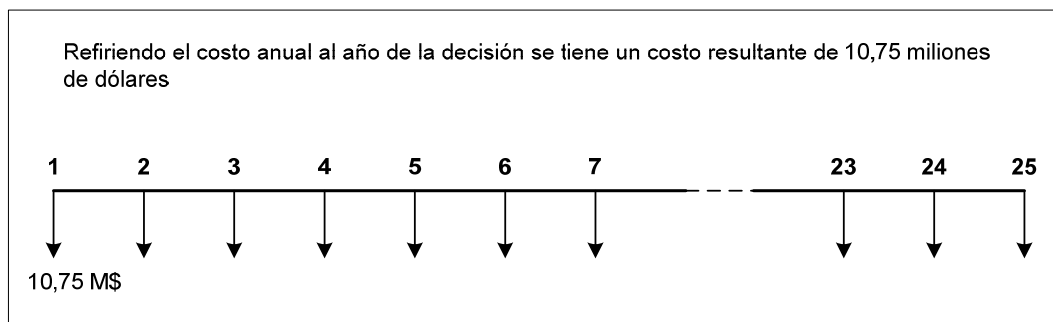 Refiriendo el costo anual al año de la decisión se tiene un costo resultante de 10,75 millones
de dólares
1 2 3 4 5 6 7 23 24 25
10,75 M$